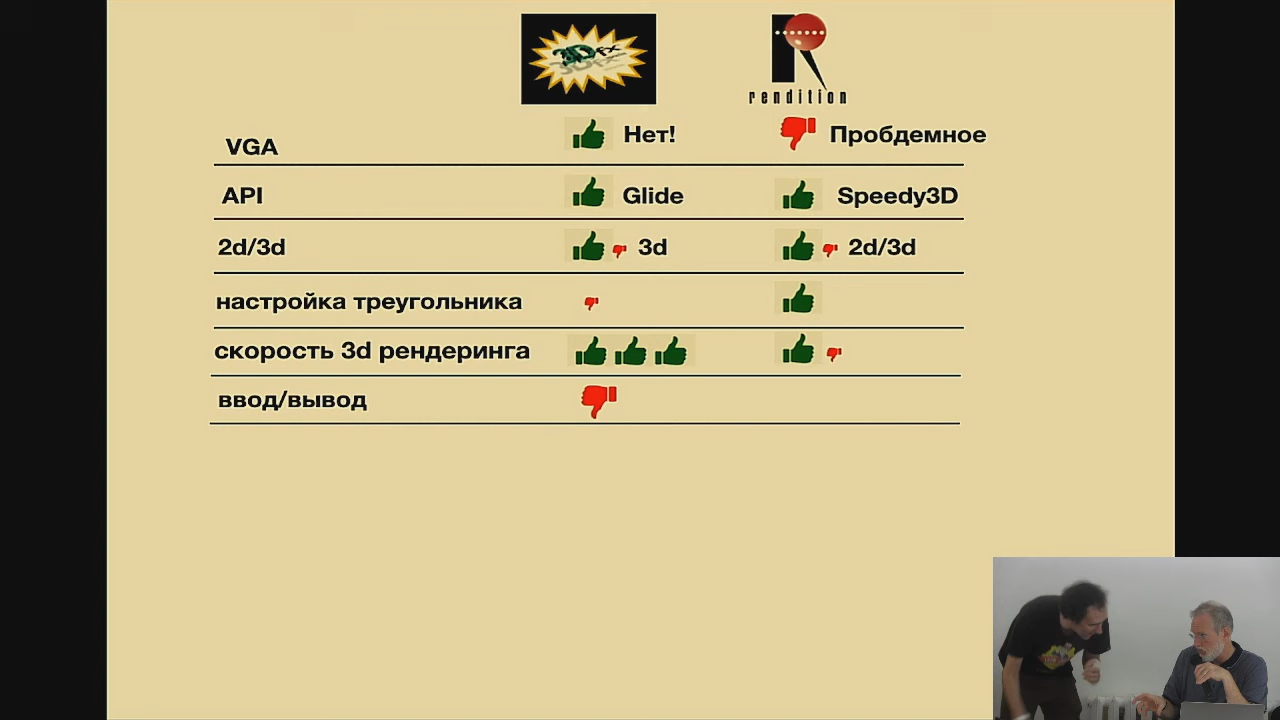 3Dfx
rendition
VGA Нет! Пробдемное
API Glide Speedy3D
2d/3d 3d 2d/3d
настройка треугольника
скорость 3d рендеринга
ввод/вывод